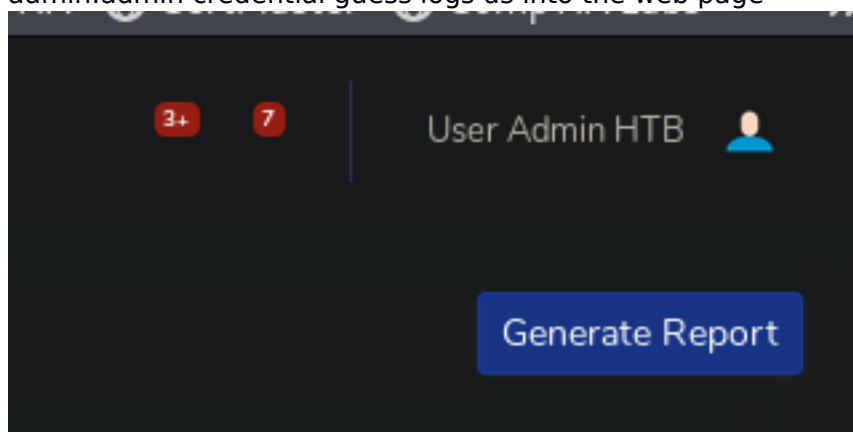 admin:admin credential guess logs us into the web page
3+ 7 User Admin HTB
Generate Report